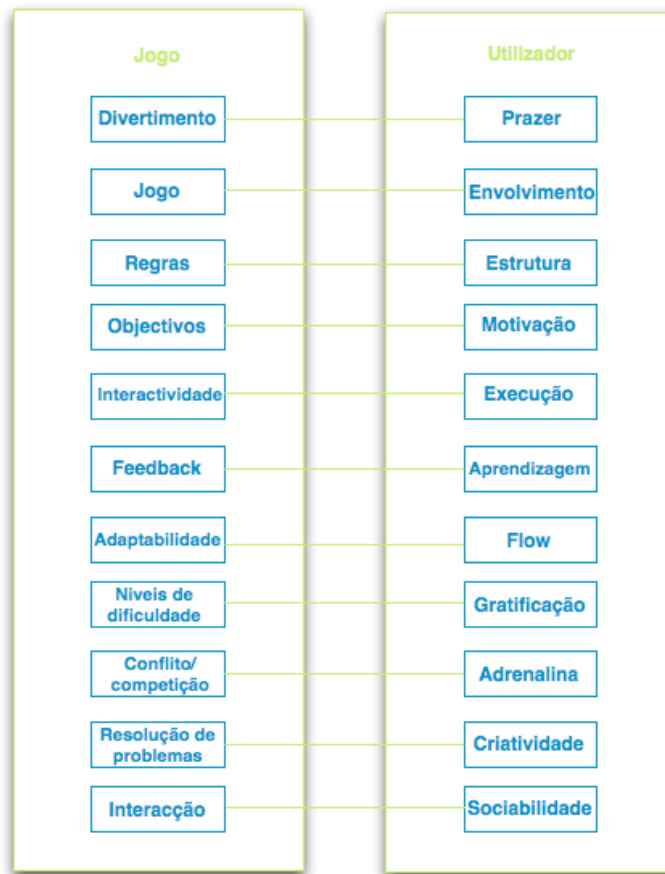 Jogo
Utilizador
Divertimento
Prazer
Jogo
Envolvimento
Regras
Estrutura
Objectivos
Motivação
Interactividade
Execução
Feedback
Aprendizagem
Adaptabilidade
Flow
Niveis de
dificuldade
Gratificação
Conflito/
competição
Adrenalina
Resolução de
problemas
Criatividade
Interacção
Sociabilidade